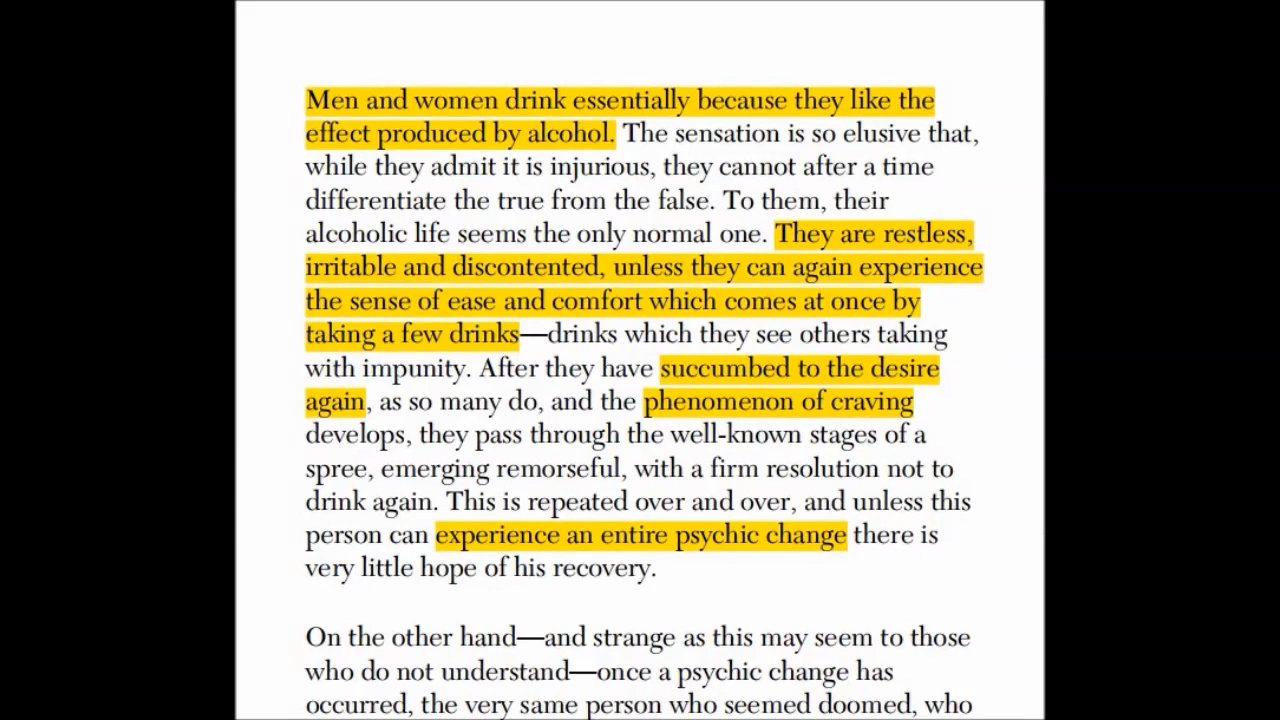 Men and women drink essentially because they like the
effect produced by alcohol. The sensation is so elusive that,
while they admit it is injurious, they cannot after a time
differentiate the true from the false. To them, their
alcoholic life seems the only normal one. They are restless,
irritable and discontented, unless they can again experience
the sense of ease and comfort which comes at once by
taking a few drinks—drinks which they see others taking
with impunity. After they have succumbed to the desire
again, as so many do, and the phenomenon of craving
develops, they pass through the well-known stages of a
spree, emerging remorseful, with a firm resolution not to
drink again. This is repeated over and over, and unless this
person can experience an entire psychic change there is
very little hope of his recovery.
On the other hand—and strange as this may seem to those
who do not understand—once a psychic change has
occurred, the very same person who seemed doomed, who